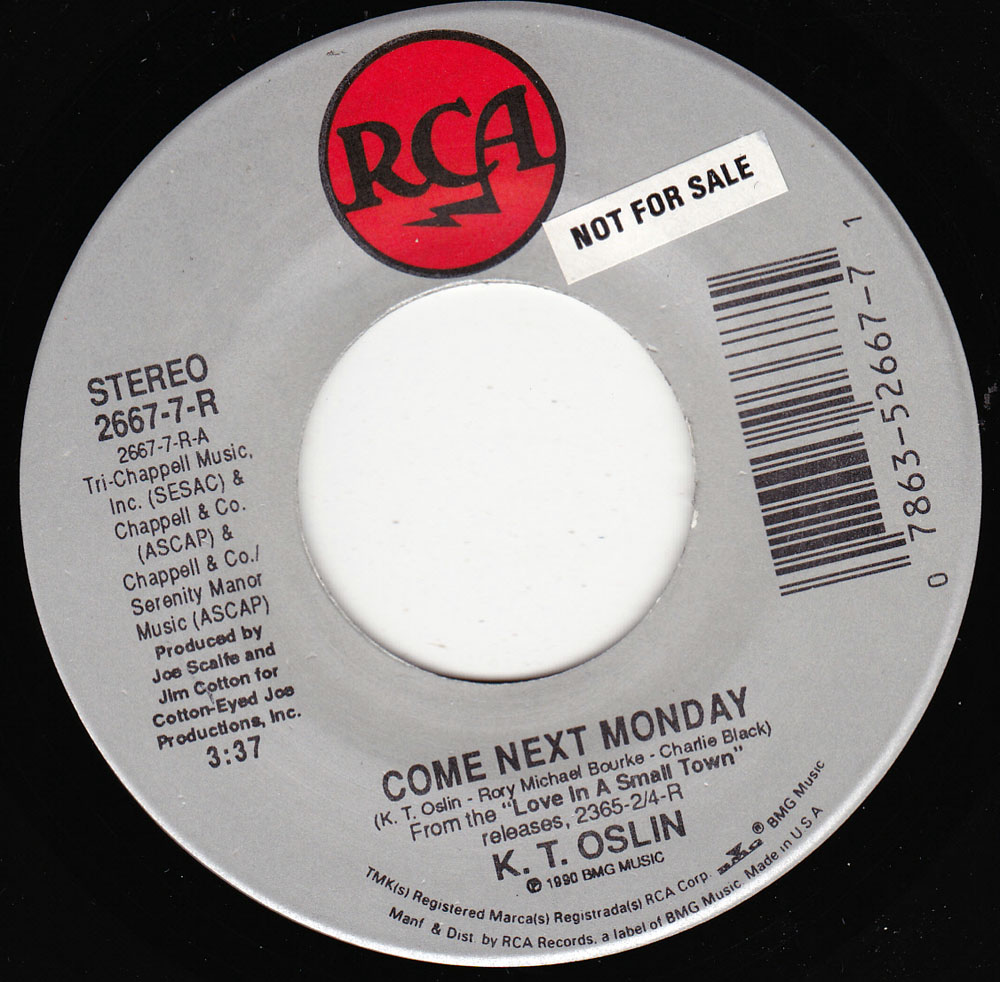 RCA
NOT FOR SALE
STEREO
2667-7-R
2667-7-R-A
Tri-Chappell Music,
Inc. (SESAC) &
Chappell & Co.
(ASCAP) &
Chappell & Co./
Serenity Manor
Music (ASCAP)
Produced by
Joe Scaife and
Jim Cotton for
Cotton-Eyed Joe
Productions, Inc.
3:37
0 7863-52667-7 1
COME NEXT MONDAY
(K. T. Oslin - Rory Michael Bourke - Charlie Black)
From the "Love In A Small Town"
releases, 2365-2/4-R
K. T. OSLIN
℗ 1990 BMG MUSIC
TMK(s) Registered Marca(s) Registrada(s) RCA Corp. BMG ® BMG Music
Manf. & Dist. by RCA Records, a label of BMG Music. Made in U.S.A